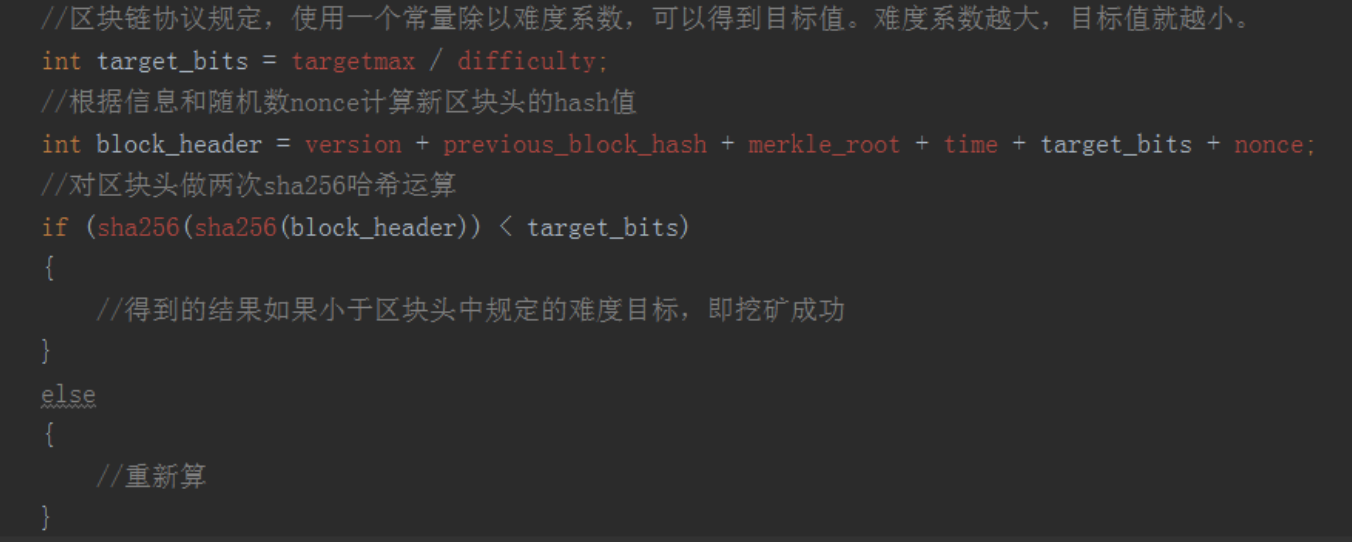 //区块链协议规定，使用一个常量除以难度系数，可以得到目标值。难度系数越大，目标值就越小。
int target_bits = targetmax / difficulty;
//根据信息和随机数nonce计算新区块头的hash值
int block_header = version + previous_block_hash + merkle_root + time + target_bits + nonce;
//对区块头做两次sha256哈希运算
if (sha256(sha256(block_header)) < target_bits)
{
    //得到的结果如果小于区块头中规定的难度目标，即挖矿成功
}
else
{
    //重新算
}